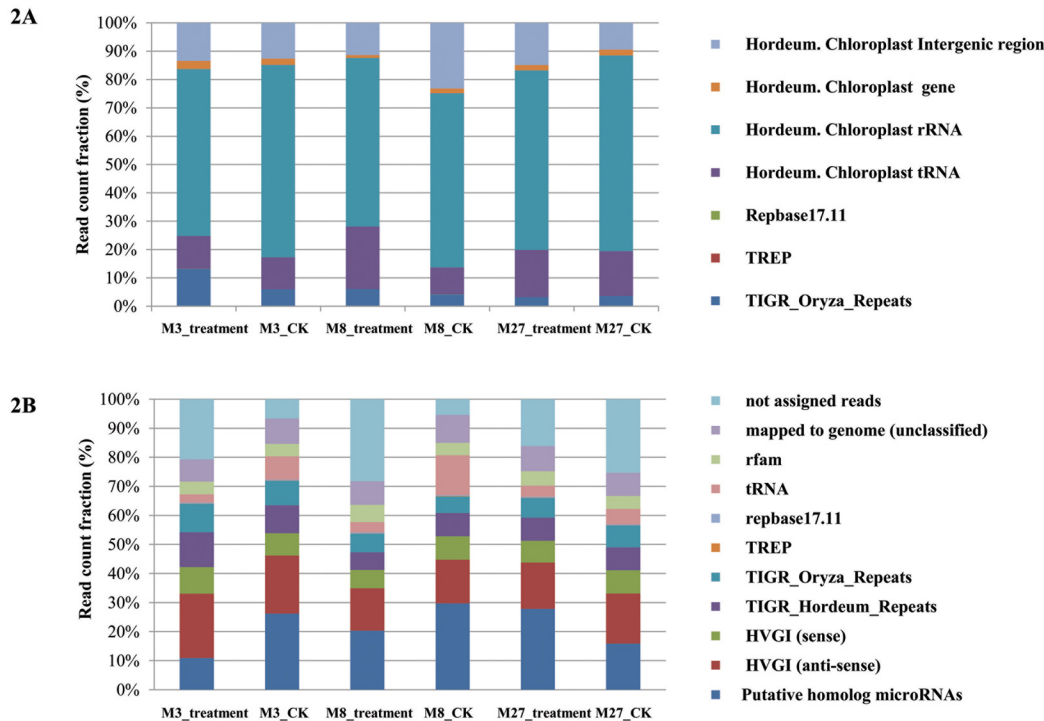 2A
100%
90%
80%
70%
60%
50%
40%
30%
20%
10%
0%
Read count fraction (%)
M3_treatment
M3_CK
M8_treatment
M8_CK
M27_treatment
M27_CK
Hordeum. Chloroplast Intergenic region
Hordeum. Chloroplast gene
Hordeum. Chloroplast rRNA
Hordeum. Chloroplast tRNA
Repbase17.11
TREP
TIGR_Oryza_Repeats
2B
100%
90%
80%
70%
60%
50%
40%
30%
20%
10%
0%
Read count fraction (%)
M3_treatment
M3_CK
M8_treatment
M8_CK
M27_treatment
M27_CK
not assigned reads
mapped to genome (unclassified)
rfam
tRNA
repbase17.11
TREP
TIGR_Oryza_Repeats
TIGR_Hordeum_Repeats
HVGI (sense)
HVGI (anti-sense)
Putative homolog microRNAs